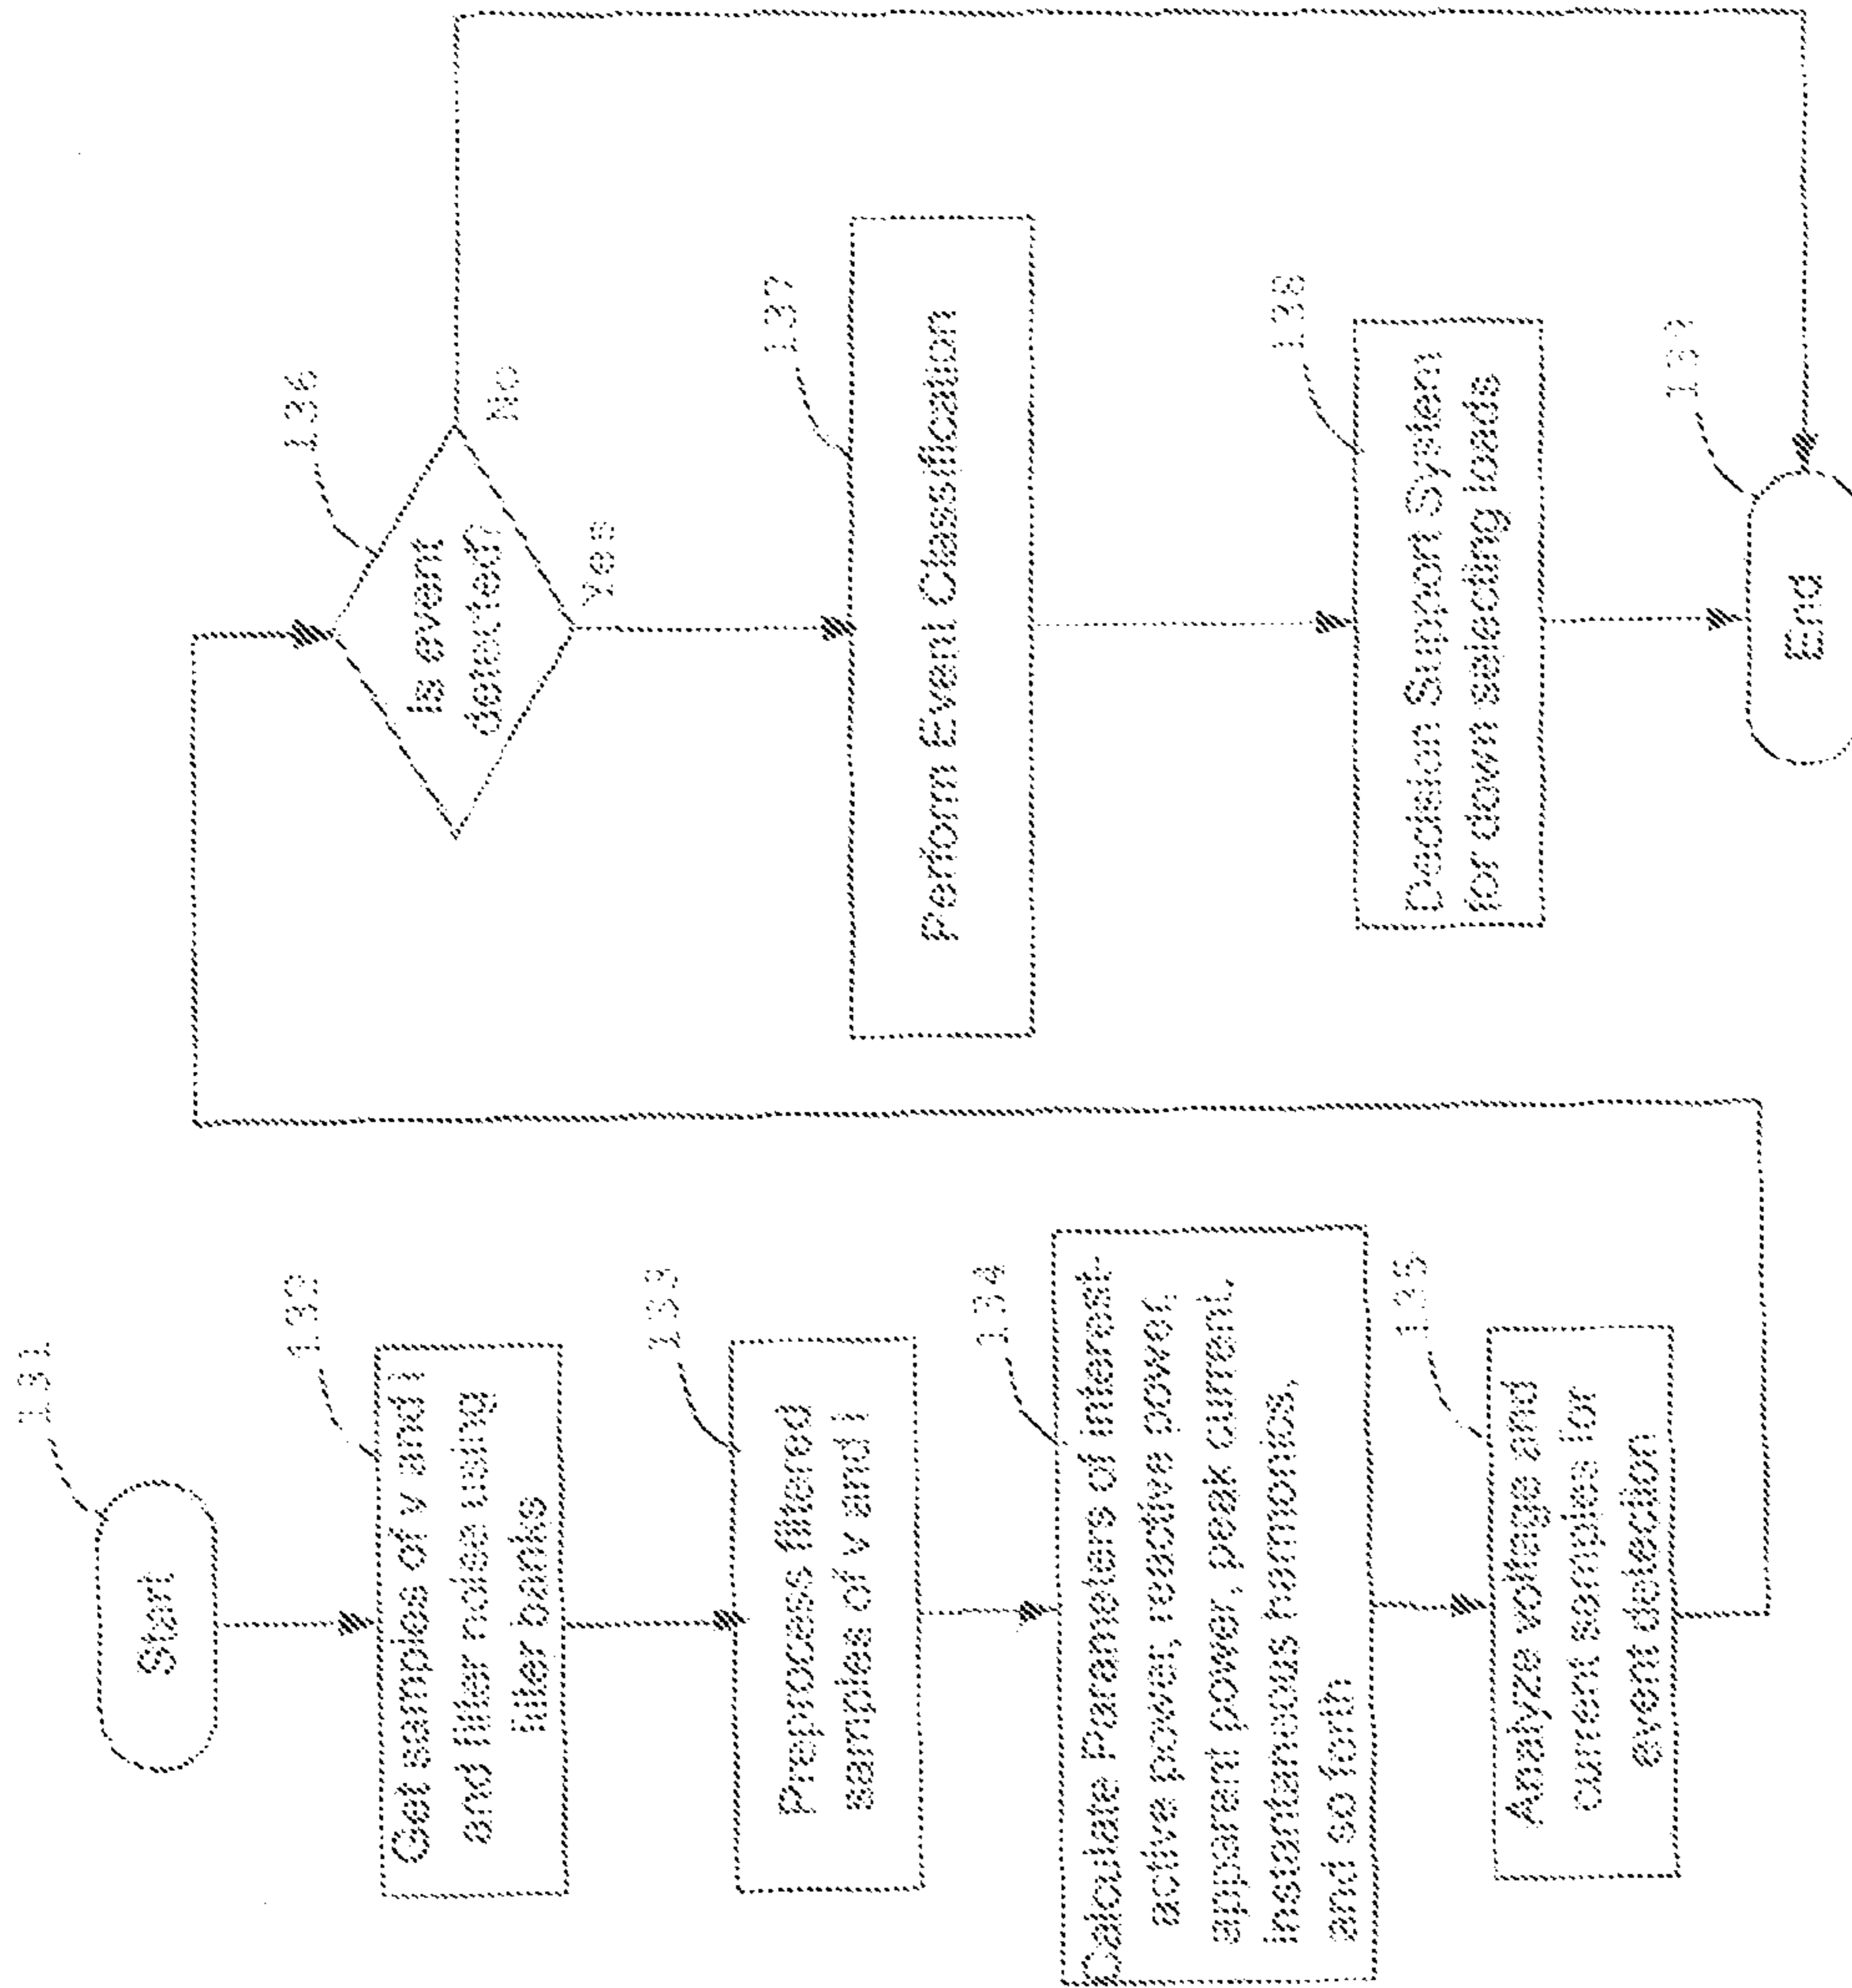 131
Start
132
Get samples of v and i
and filter noise using
filter banks
133
Preprocess filtered
samples of v and i
134
Calculate Parameters of interest-
active power, reactive power,
apparent power, peak current,
instantaneous harmonics,
and so forth
135
Analyze voltage and
current samples for
event detection
136
Is event
detected?
No
Yes
137
Perform Event Classification
138
Decision Support System
for down selecting loads
139
End